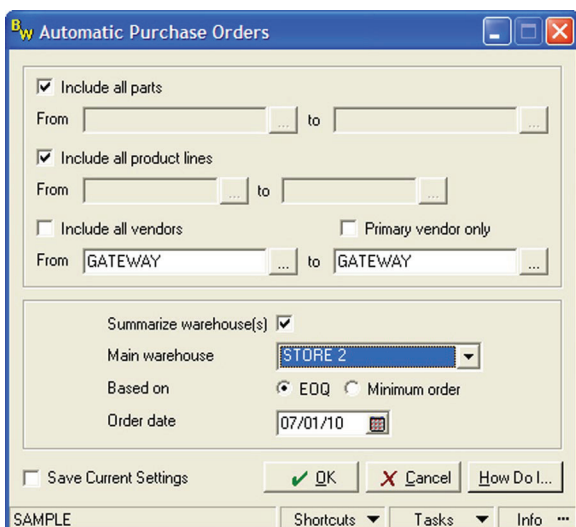 BW Automatic Purchase Orders
Include all parts
From ... to ...
Include all product lines
From ... to ...
Include all vendors Primary vendor only
From GATEWAY ... to GATEWAY ...
Summarize warehouse(s)
Main warehouse STORE 2
Based on EOQ Minimum order
Order date 07/01/10
Save Current Settings OK Cancel How Do I...
SAMPLE Shortcuts Tasks Info ...